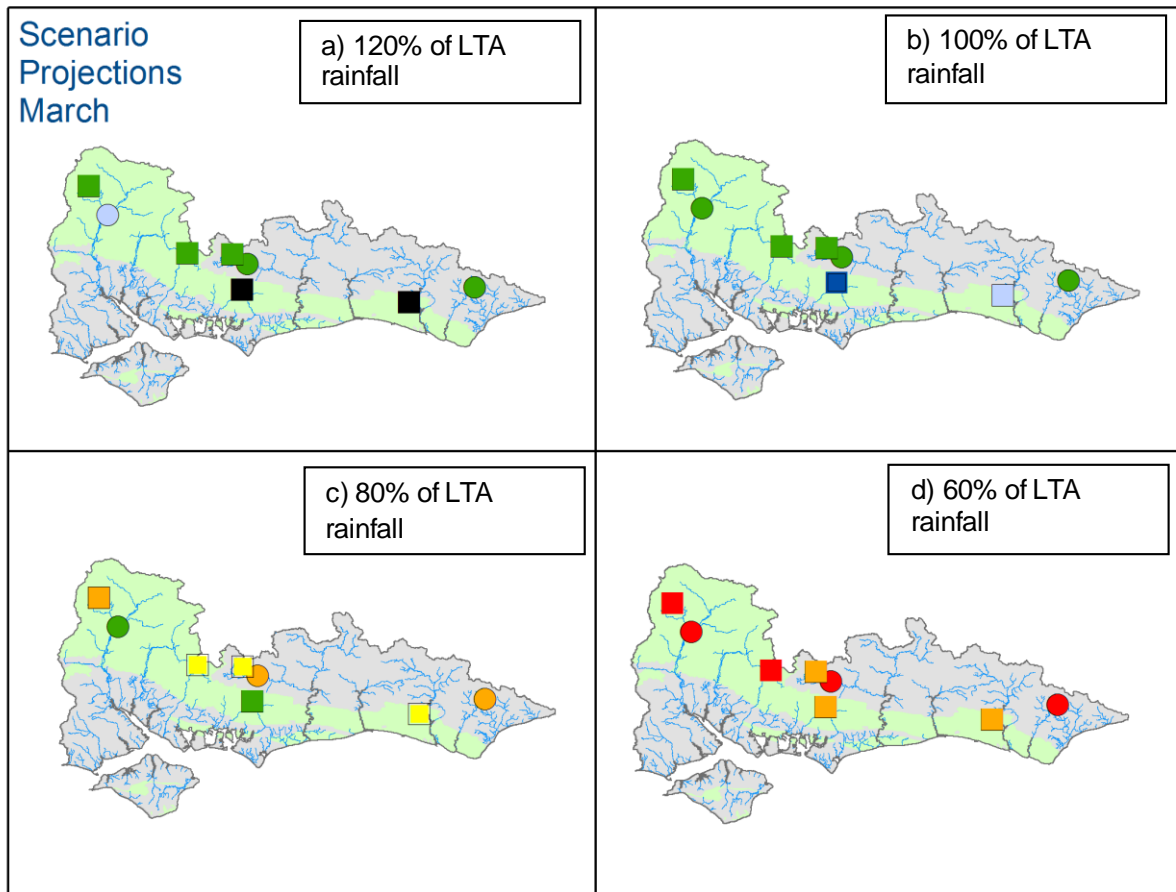 Scenario
Projections
March
a) 120% of LTA
rainfall
b) 100% of LTA
rainfall
c) 80% of LTA
rainfall
d) 60% of LTA
rainfall